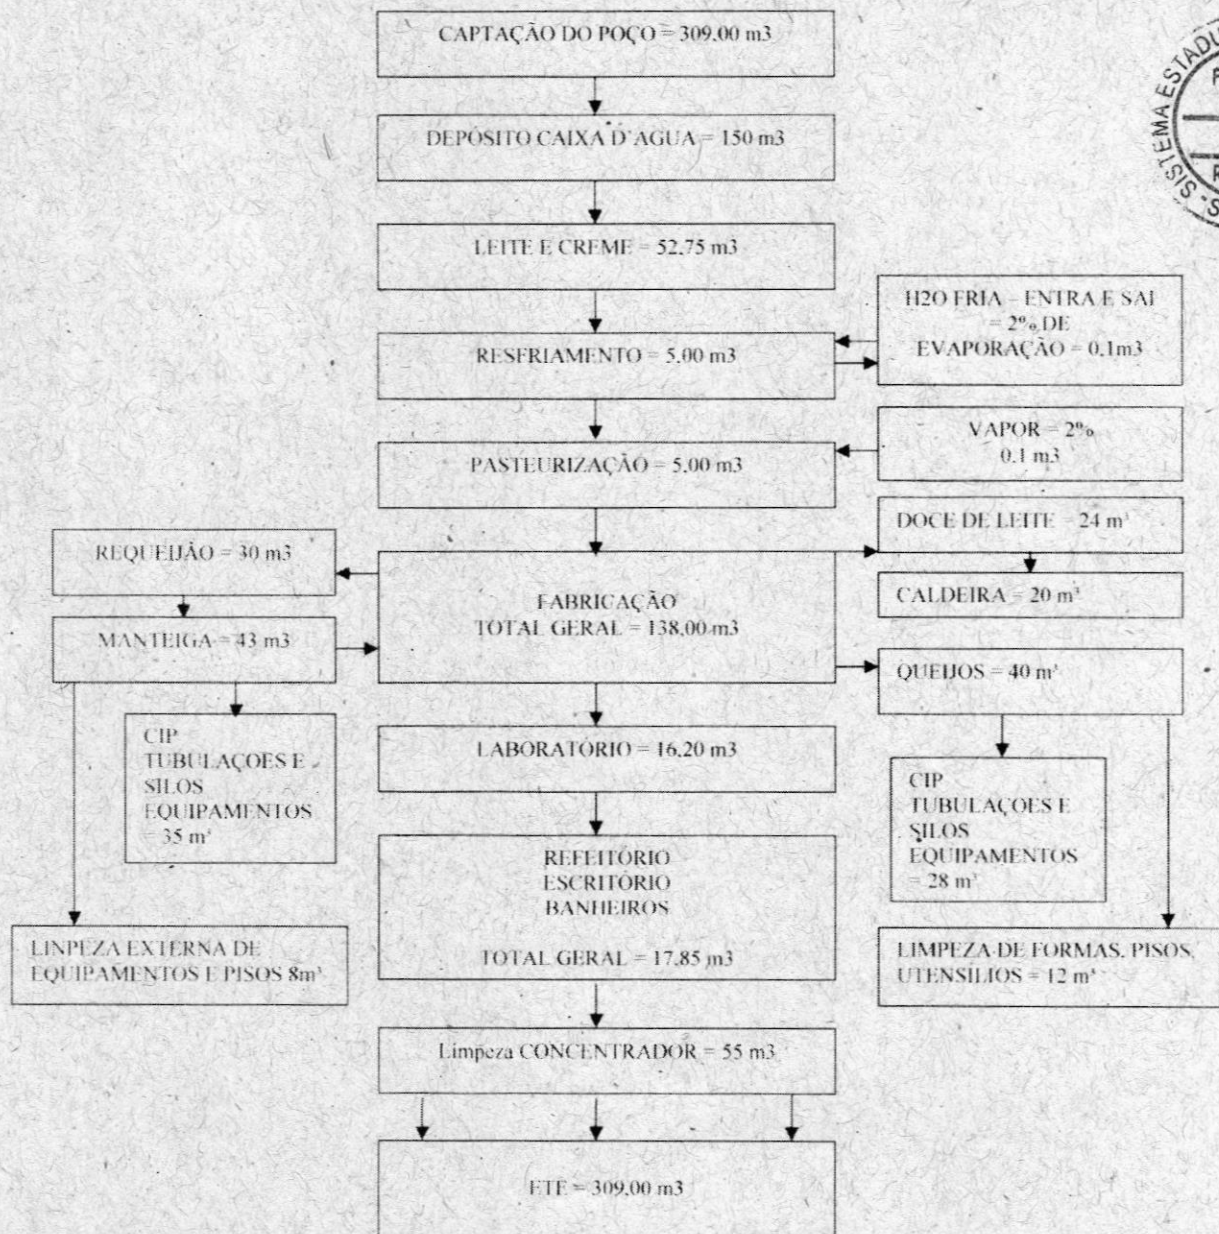 CAPTAÇÃO DO POÇO = 309.00 m3
DEPÓSITO CAIXA D'AGUA = 150 m3
LEITE E CREME = 52.75 m3
RESFRIAMENTO = 5.00 m3
H2O FRIA – ENTRA E SAI
= 2% DE
EVAPORAÇÃO = 0.1m3
PASTEURIZAÇÃO = 5.00 m3
VAPOR = 2%
0.1 m3
REQUEIJÃO = 30 m3
MANTEIGA = 43 m3
FABRICAÇÃO
TOTAL GERAL = 138.00 m3
DOCE DE LEITE = 24 m³
CALDEIRA = 20 m³
QUEIJOS = 40 m³
CIP
TUBULAÇOES E
SILOS
EQUIPAMENTOS
= 35 m³
LABORATÓRIO = 16.20 m3
CIP
TUBULAÇOES E
SILOS
EQUIPAMENTOS
= 28 m³
REFEITORIO
ESCRITÓRIO
BANHEIROS
TOTAL GERAL = 17.85 m3
LINPEZA EXTERNA DE
EQUIPAMENTOS E PISOS 8m³
LIMPEZA DE FORMAS. PISOS,
UTENSÍLIOS = 12 m³
Limpeza CONCENTRADOR = 55 m3
ETE = 309.00 m3
SISTEMA